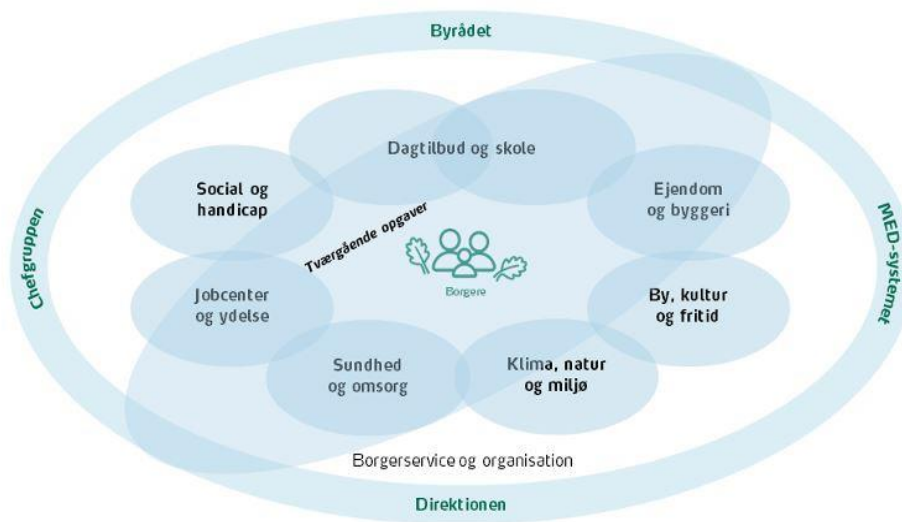 Byrådet
Dagtilbud og skole
Social og
handicap
Ejendom
og byggeri
Tværgående opgaver
Chefgruppen
MED-systemet
Borgere
Jobcenter
og ydelse
By, kultur
og fritid
Sundhed
og omsorg
Klima, natur
og miljø
Borgerservice og organisation
Direktionen